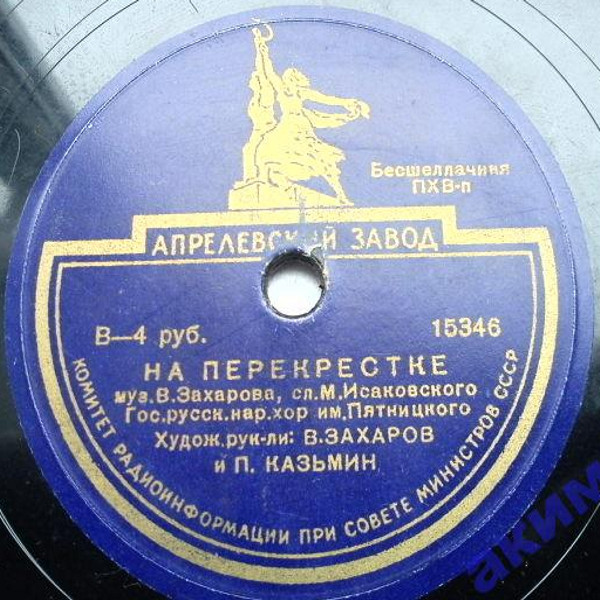 Бесшеллачная
ПХВ-п
АПРЕЛЕВСКИЙ ЗАВОД
В—4 руб.
15346
НА ПЕРЕКРЕСТКЕ
муз. В. Захарова, сл. М. Исаковского
Гос. русск. нар. хор им. Пятницкого
Худож. рук-ли: В. ЗАХАРОВ
и П. КАЗЬМИН
КОМИТЕТ РАДИОИНФОРМАЦИИ ПРИ СОВЕТЕ МИНИСТРОВ СССР